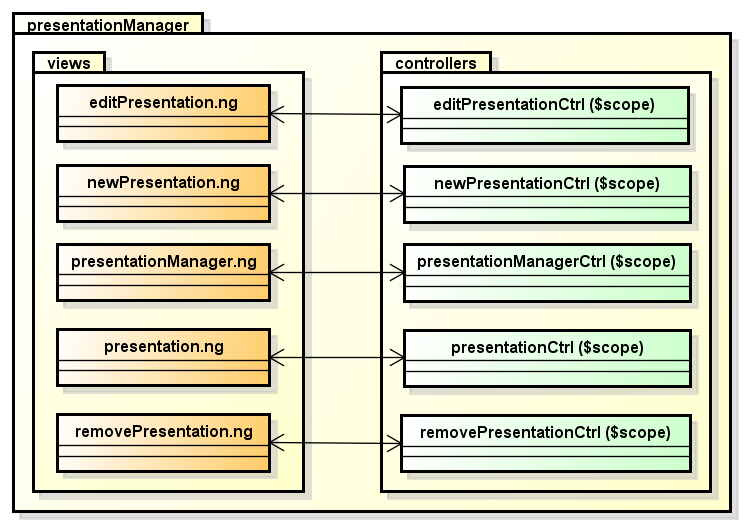 presentationManager
views
controllers
editPresentation.ng
editPresentationCtrl ($scope)
newPresentation.ng
newPresentationCtrl ($scope)
presentationManager.ng
presentationManagerCtrl ($scope)
presentation.ng
presentationCtrl ($scope)
removePresentation.ng
removePresentationCtrl ($scope)